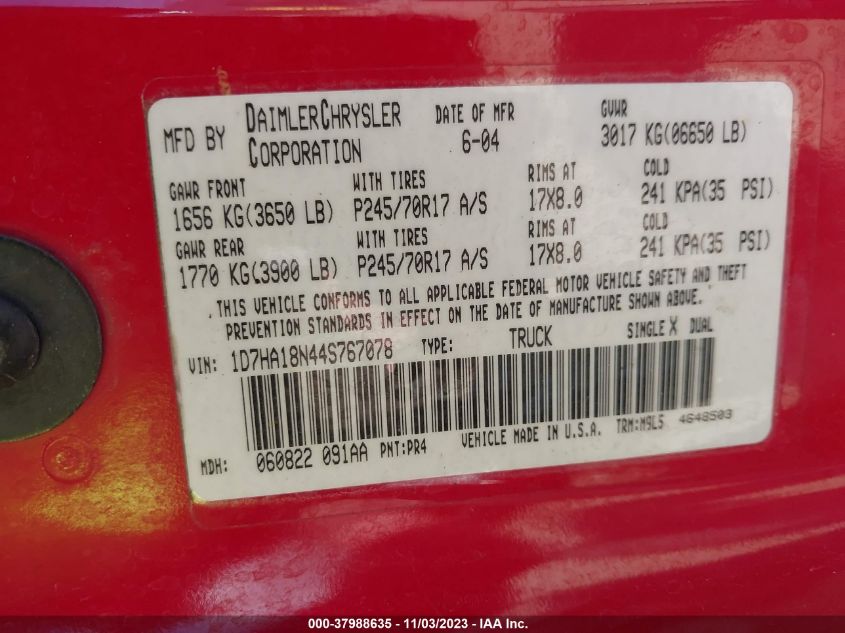 MFD BY DAIMLERCHRYSLER CORPORATION DATE OF MFR 6-04 GVWR 3017 KG(06650 LB)
GAWR FRONT WITH TIRES RIMS AT COLD
1656 KG(3650 LB) P245/70R17 A/S 17X8.0 241 KPA(35 PSI)
GAWR REAR WITH TIRES RIMS AT COLD
1770 KG(3900 LB) P245/70R17 A/S 17X8.0 241 KPA(35 PSI)
THIS VEHICLE CONFORMS TO ALL APPLICABLE FEDERAL MOTOR VEHICLE SAFETY AND THEFT
PREVENTION STANDARDS IN EFFECT ON THE DATE OF MANUFACTURE SHOWN ABOVE.
VIN: 1D7HA18N44S767078 TYPE: TRUCK SINGLE X DUAL
MDH: 060822 091AA PNT:PR4 VEHICLE MADE IN U.S.A. TRM:M9L5 4648503
000-37988635 - 11/03/2023 - IAA Inc.